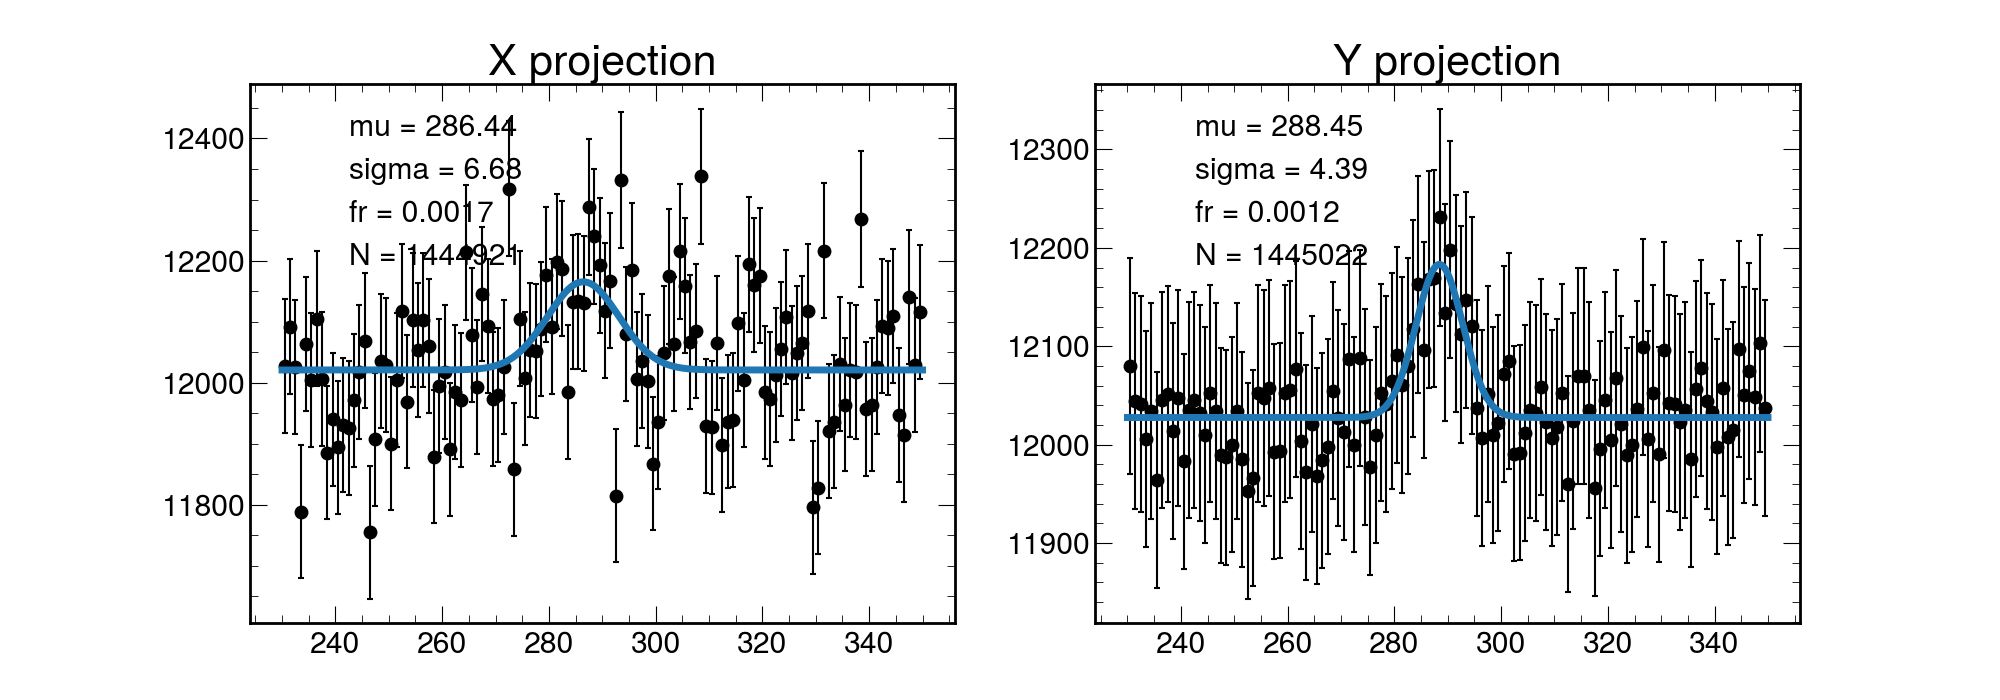 X projection
mu = 286.44
sigma = 6.68
fr = 0.0017
N = 1444921
12400
12200
12000
11800
240 260 280 300 320 340
Y projection
mu = 288.45
sigma = 4.39
fr = 0.0012
N = 1445022
12300
12200
12100
12000
11900
240 260 280 300 320 340